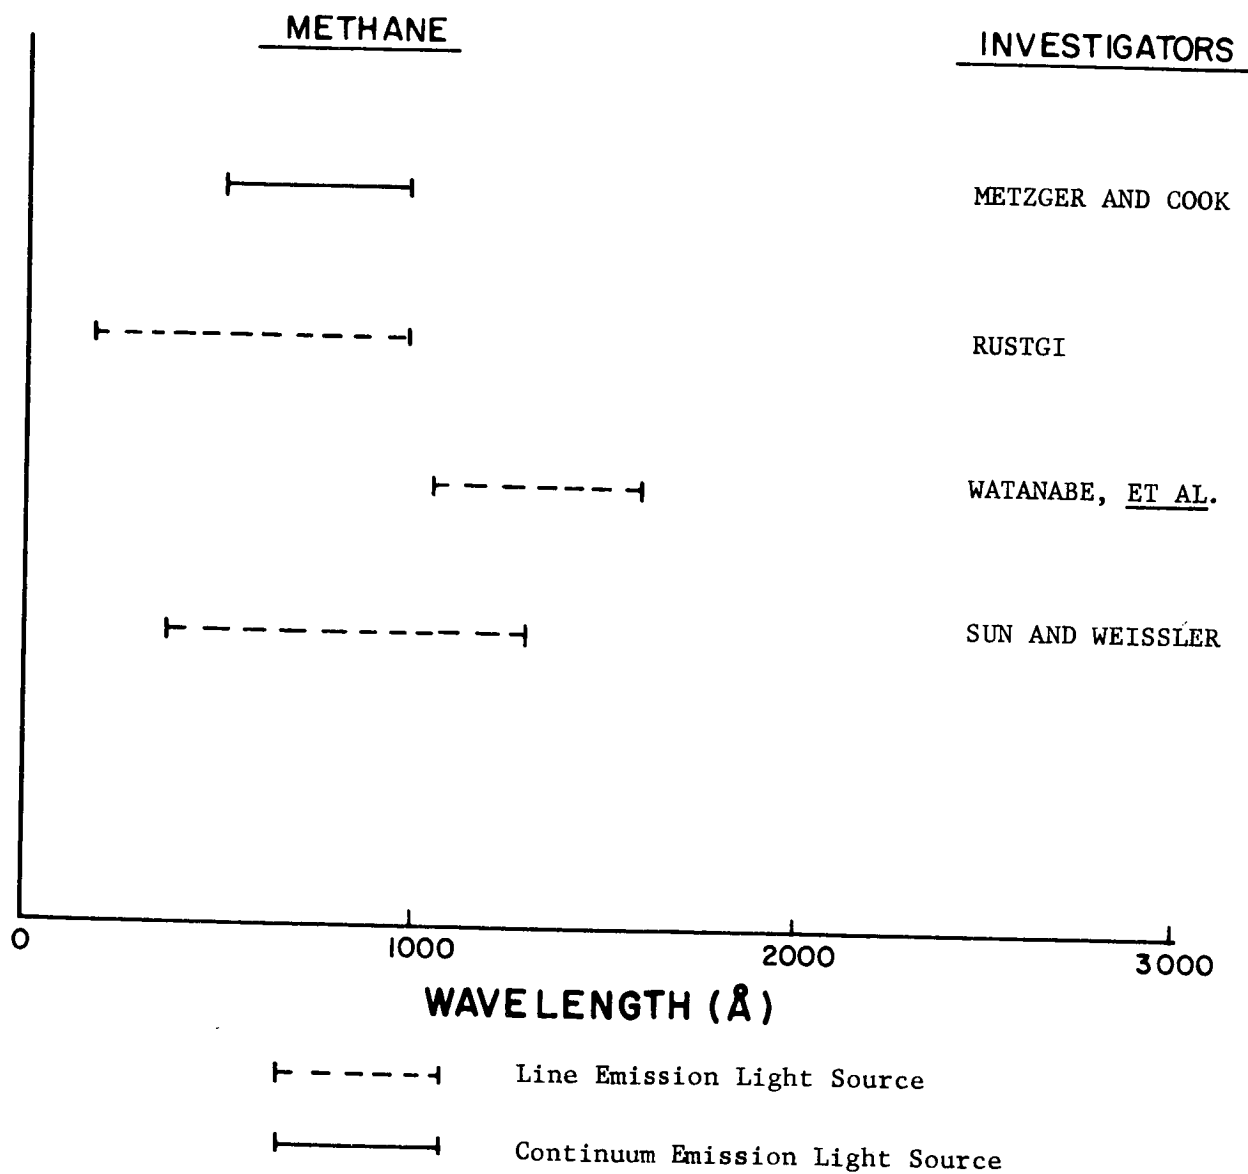 METHANE
INVESTIGATORS
METZGER AND COOK
RUSTGI
WATANABE, ET AL.
SUN AND WEISSLER
0 1000 2000 3000
WAVELENGTH (Å)
Line Emission Light Source
Continuum Emission Light Source